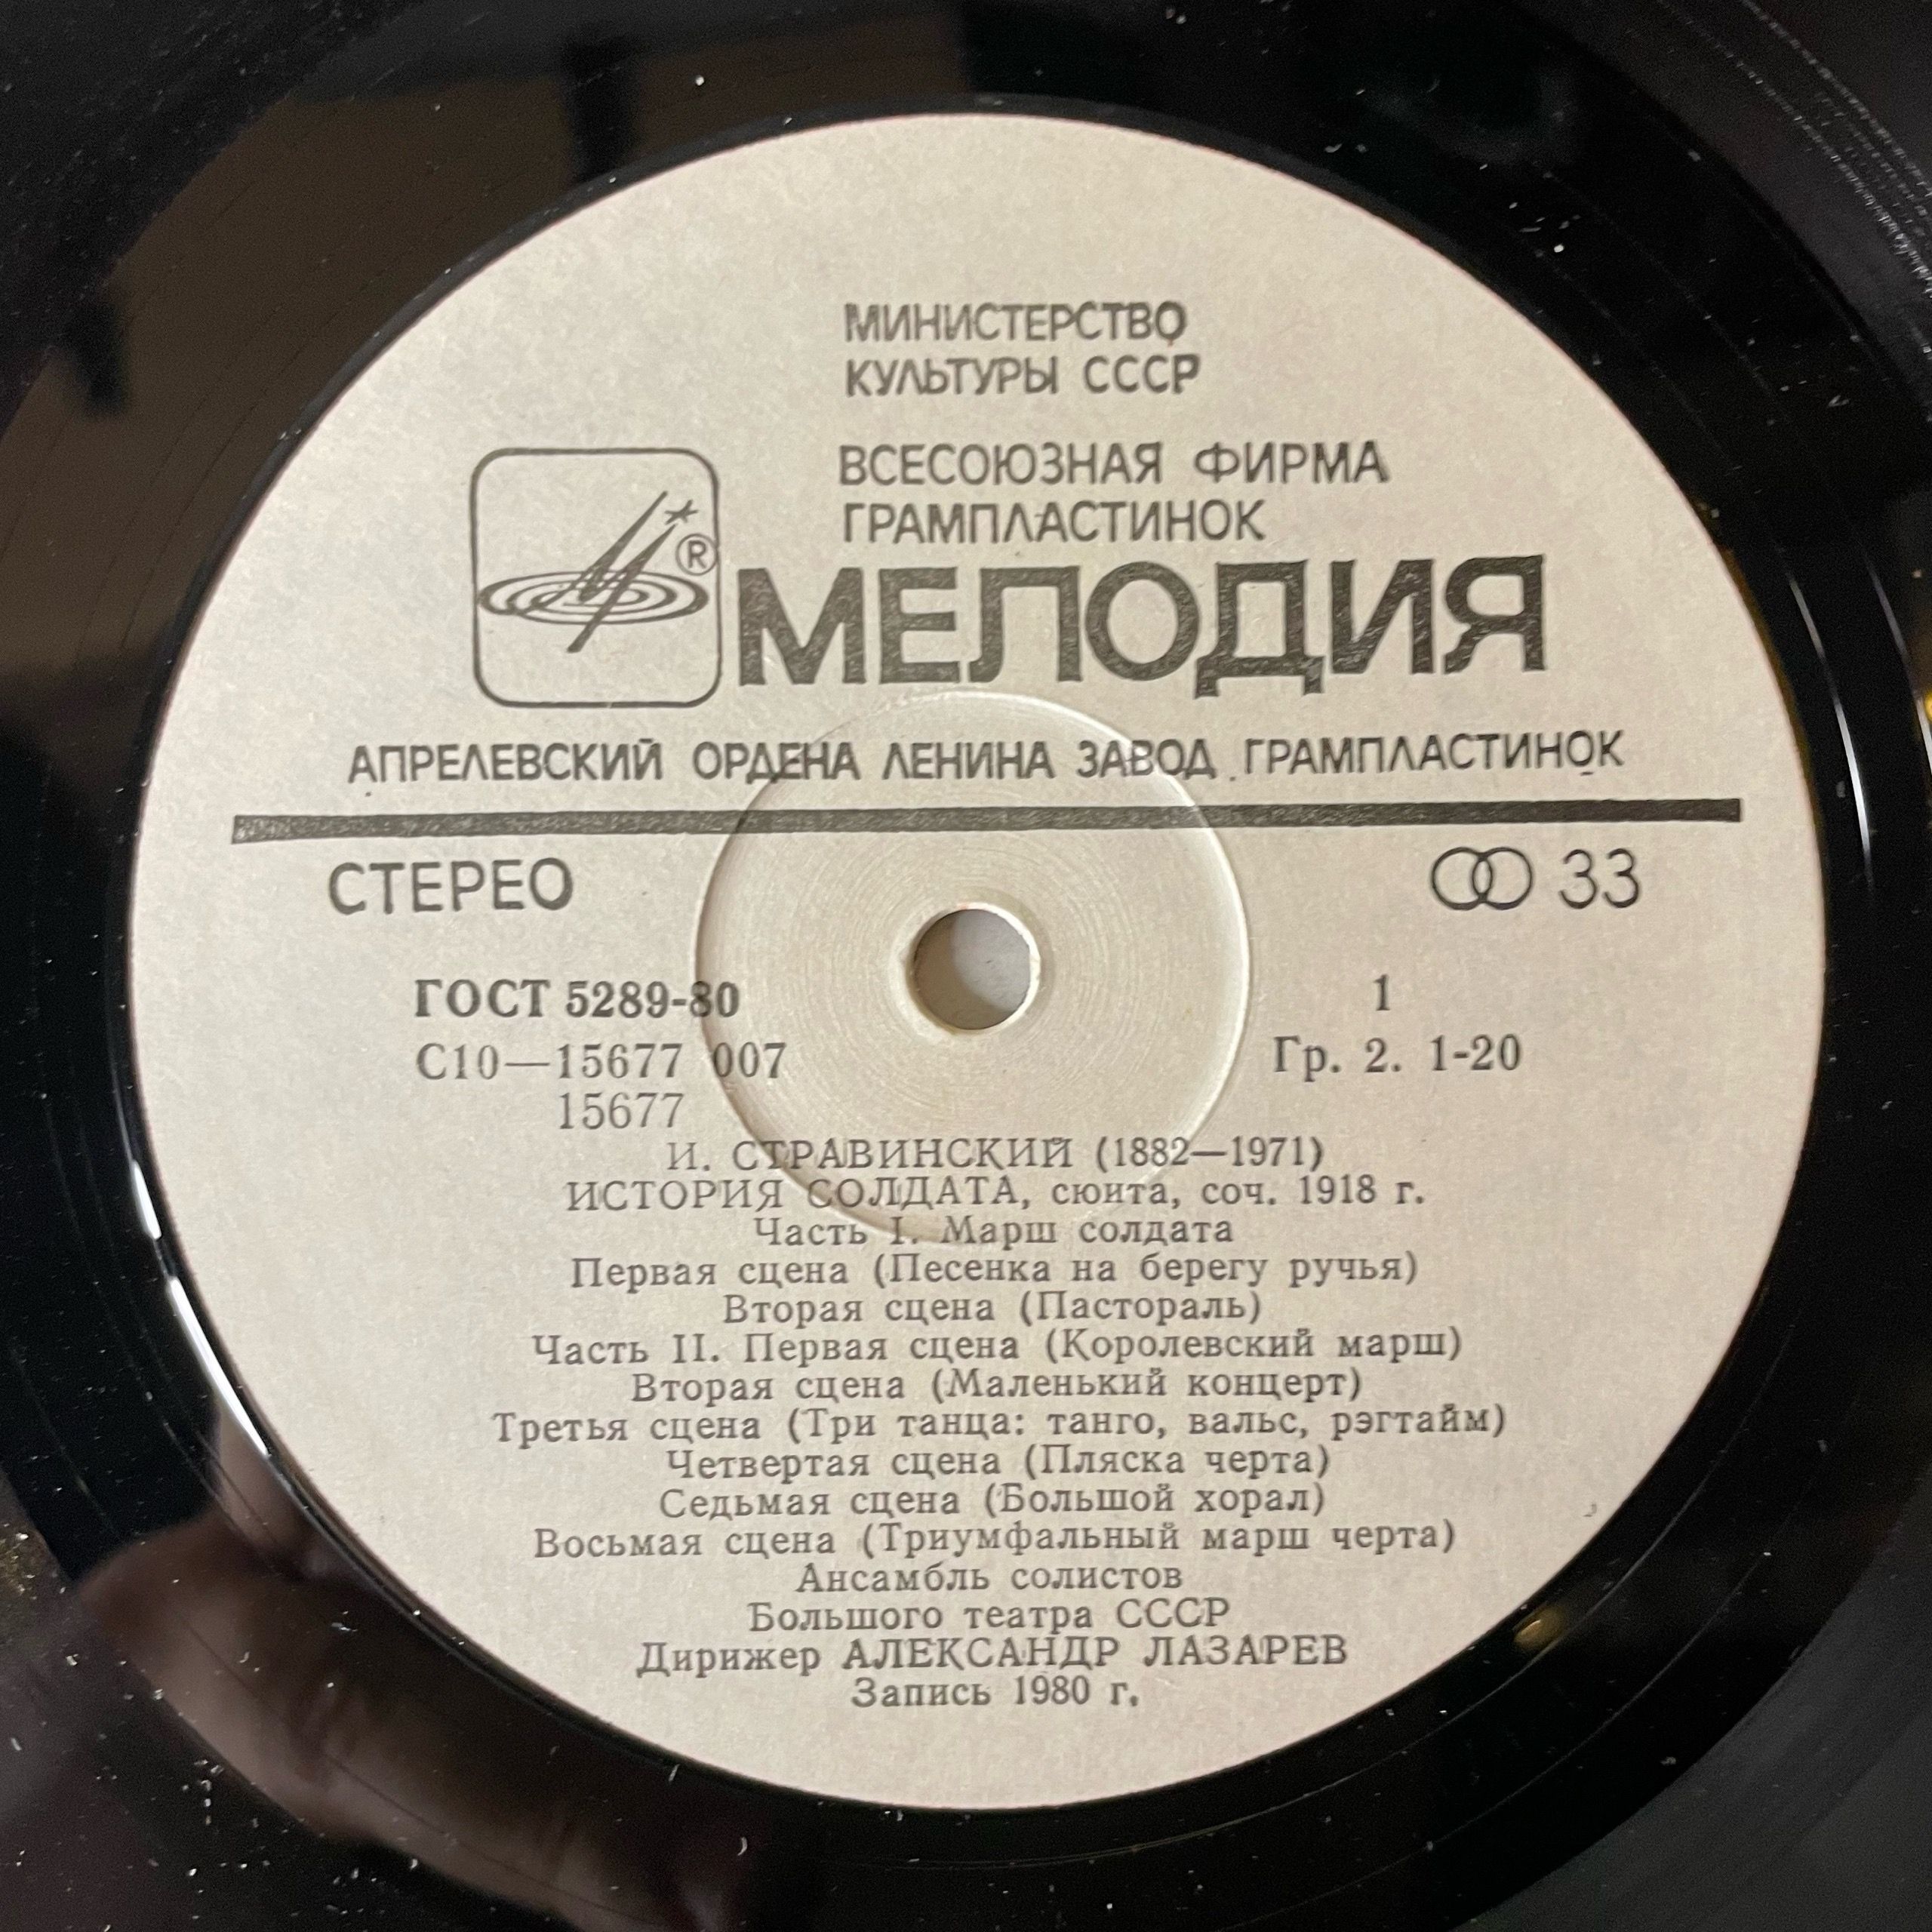 МИНИСТЕРСТВО
КУЛЬТУРЫ СССР
ВСЕСОЮЗНАЯ ФИРМА
ГРАМПЛАСТИНОК
® МЕЛОДИЯ
АПРЕЛЕВСКИЙ ОРДЕНА ЛЕНИНА ЗАВОД ГРАМПЛАСТИНОК
СТЕРЕО 33
ГОСТ 5289-80 1
С10—15677 007 Гр. 2. 1-20
15677
И. СТРАВИНСКИЙ (1882—1971)
ИСТОРИЯ СОЛДАТА, сюита, соч. 1918 г.
Часть I. Марш солдата
Первая сцена (Песенка на берегу ручья)
Вторая сцена (Пастораль)
Часть II. Первая сцена (Королевский марш)
Вторая сцена (Маленький концерт)
Третья сцена (Три танца: танго, вальс, рэгтайм)
Четвертая сцена (Пляска черта)
Седьмая сцена (Большой хорал)
Восьмая сцена (Триумфальный марш черта)
Ансамбль солистов
Большого театра СССР
Дирижер АЛЕКСАНДР ЛАЗАРЕВ
Запись 1980 г.